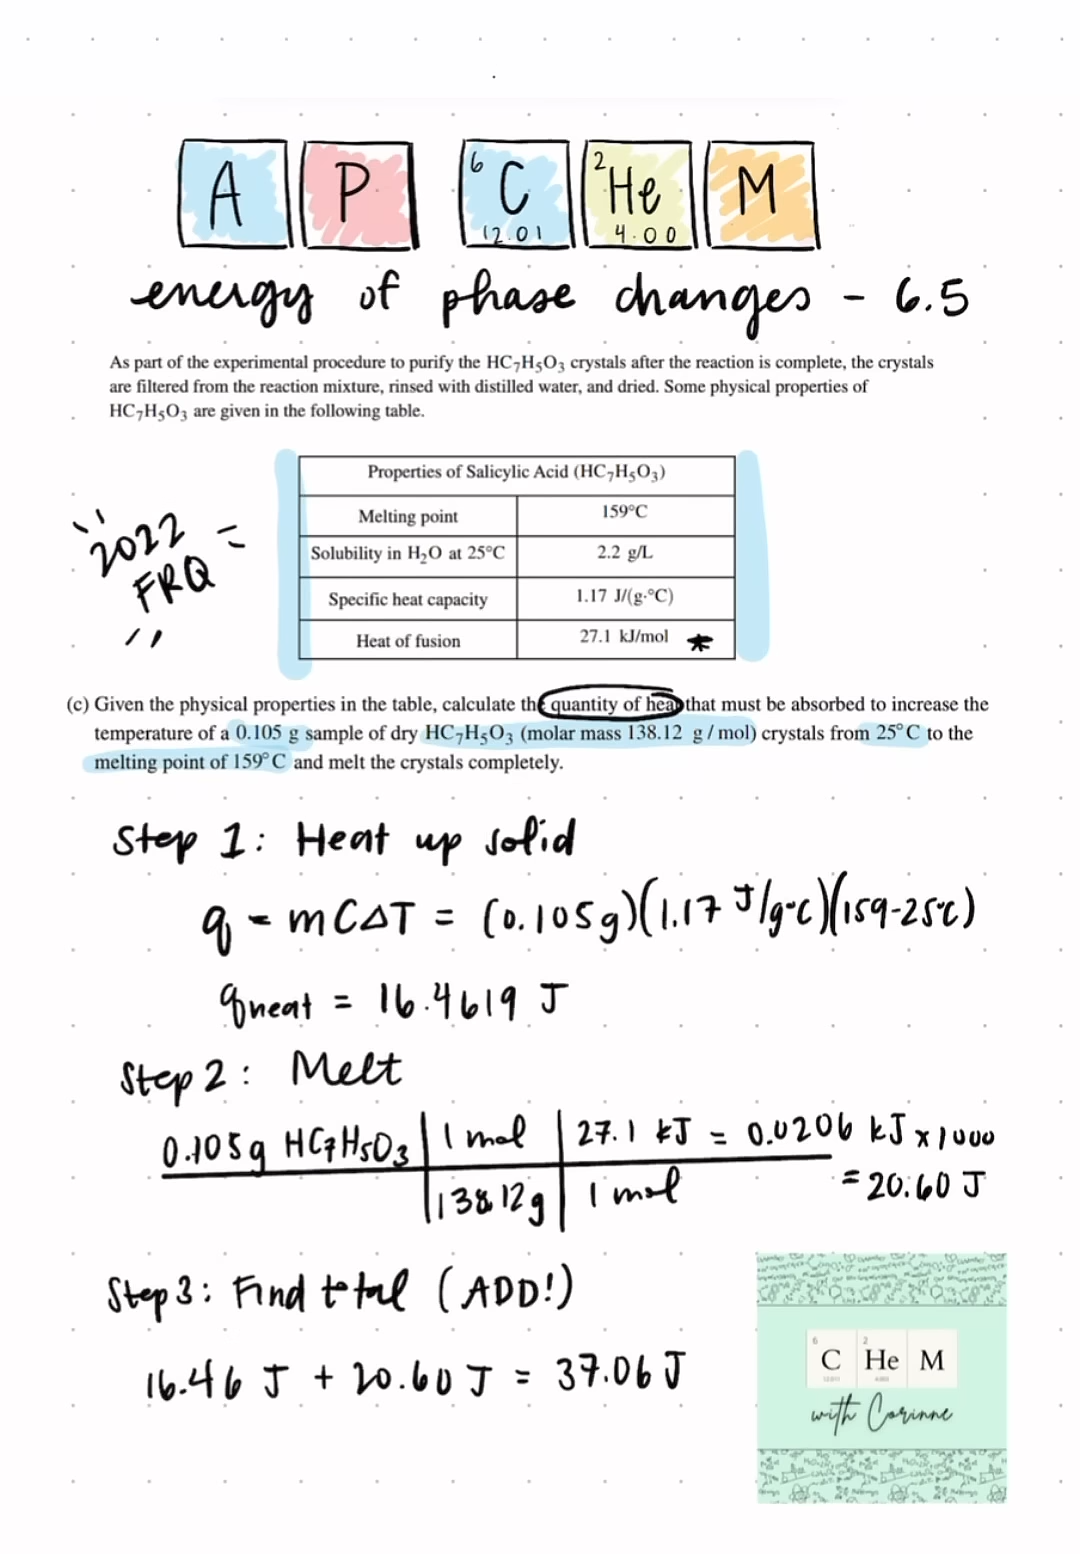 A P 6 C 12.01 2 He 4.00 M
energy of phase changes - 6.5
As part of the experimental procedure to purify the HC₇H₅O₃ crystals after the reaction is complete, the crystals
are filtered from the reaction mixture, rinsed with distilled water, and dried. Some physical properties of
HC₇H₅O₃ are given in the following table.
2022
FRQ
Properties of Salicylic Acid (HC₇H₅O₃)
Melting point 159°C
Solubility in H₂O at 25°C 2.2 g/L
Specific heat capacity 1.17 J/(g·°C)
Heat of fusion 27.1 kJ/mol ★
(c) Given the physical properties in the table, calculate the quantity of heat that must be absorbed to increase the
temperature of a 0.105 g sample of dry HC₇H₅O₃ (molar mass 138.12 g / mol) crystals from 25°C to the
melting point of 159°C and melt the crystals completely.
Step 1: Heat up solid
q = mCΔT = (0.105g)(1.17 J/g°C)(159-25°C)
qheat = 16.4619 J
Step 2: Melt
0.105g HC₇H₅O₃ | 1 mol | 27.1 kJ = 0.0206 kJ x 1000
138.12g | 1 mol = 20.60 J
Step 3: Find total (ADD!)
16.46 J + 20.60 J = 37.06 J
6 C 2 He M
with Corinne